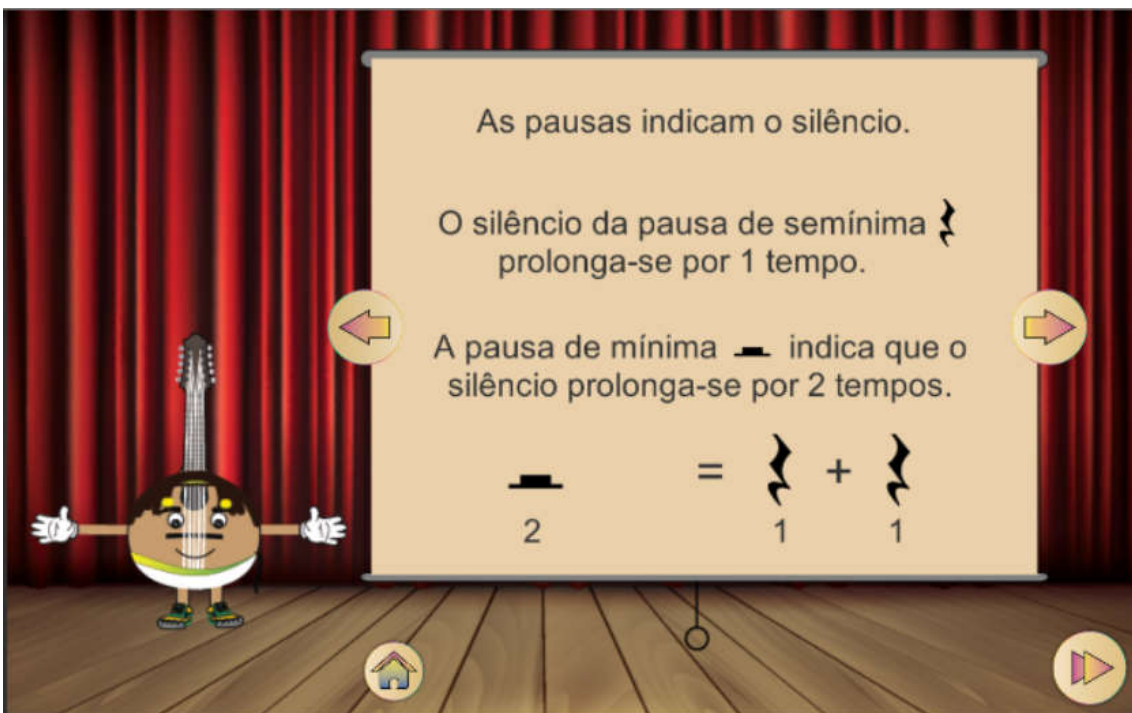 As pausas indicam o silêncio.
O silêncio da pausa de semínima 𝄽
prolonga-se por 1 tempo.
A pausa de mínima 𝄼 indica que o
silêncio prolonga-se por 2 tempos.
𝄼 = 𝄽 + 𝄽
2 1 1